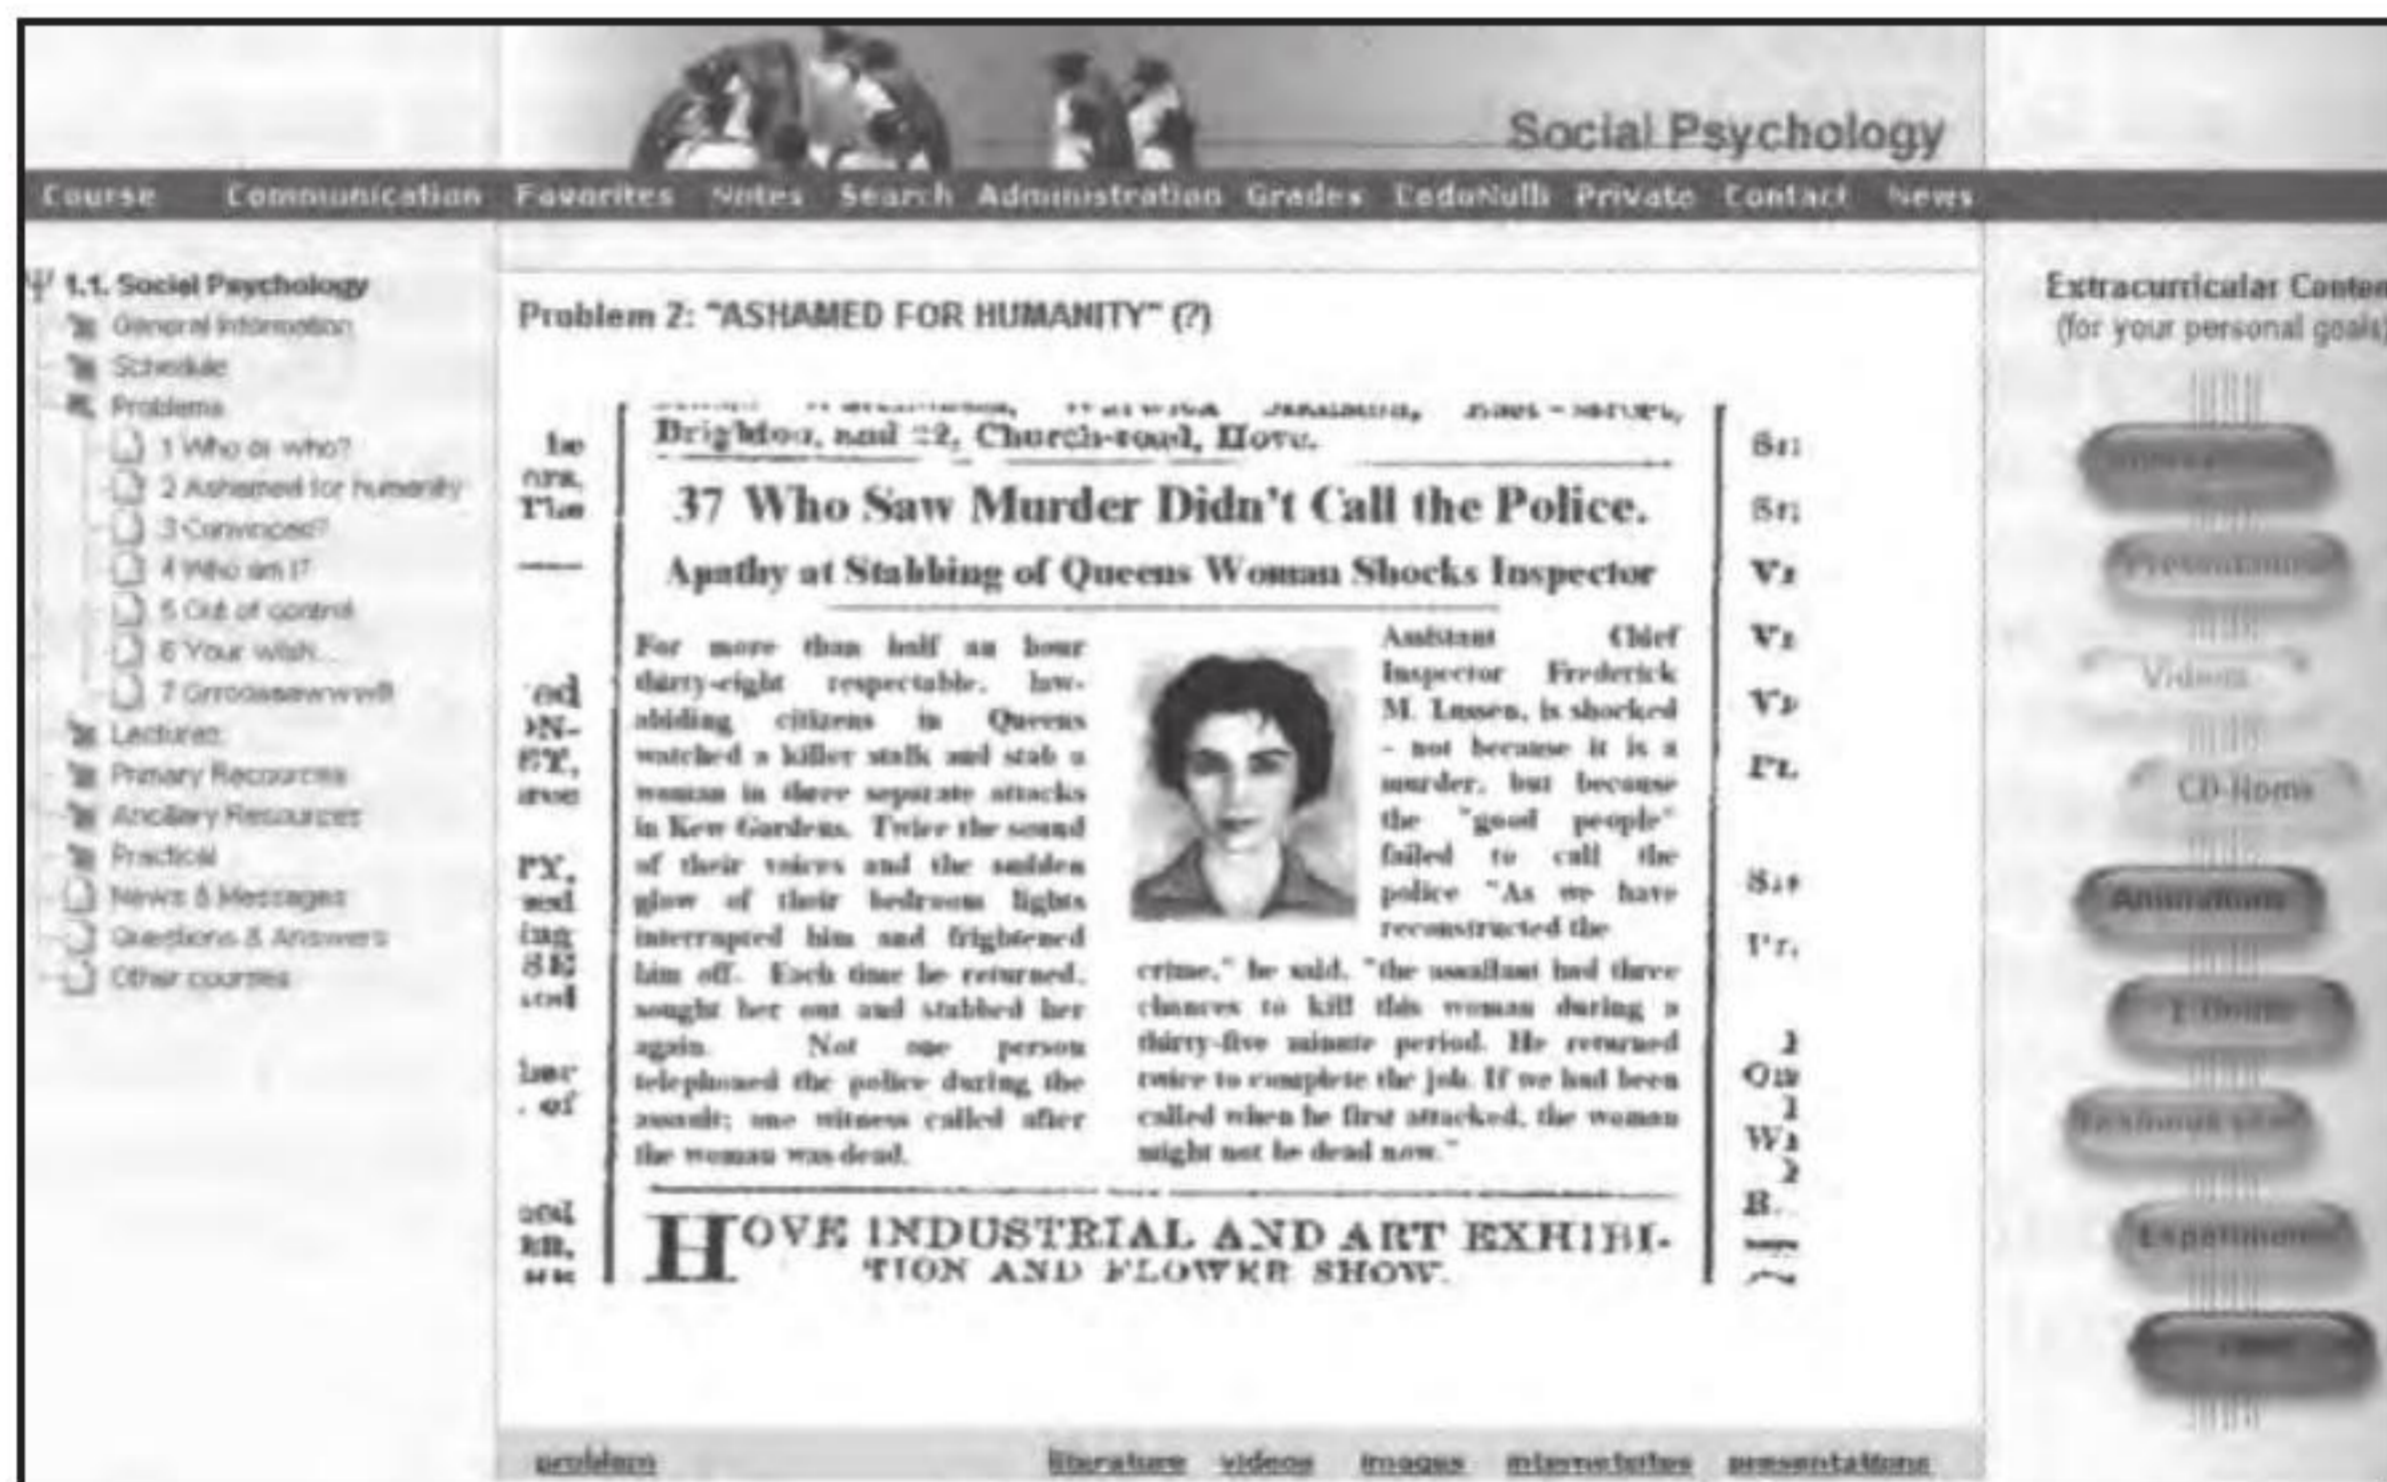 Social Psychology
Course Communication Favorites Notes Search Administration Grades Private Contact News
1.1. Social Psychology
General Information
Schedule
Problems
1 Who or who?
2 Ashamed for humanity
3 Convinced?
4 Who am I?
5 Out of control
6 Your wish...
Lectures
Primary Recources
Ancillary Resources
Practical
News & Messages
Questions & Answers
Other courses
Problem 2: "ASHAMED FOR HUMANITY" (?)
Brighton, and 22, Church-road, Hove.
37 Who Saw Murder Didn't Call the Police.
Apathy at Stabbing of Queens Woman Shocks Inspector
For more than half an hour
thirty-eight respectable, law-
abiding citizens in Queens
watched a killer stalk and stab a
woman in three separate attacks
in Kew Gardens. Twice the sound
of their voices and the sudden
glow of their bedroom lights
interrupted him and frightened
him off. Each time he returned,
sought her out and stabbed her
again. Not one person
telephoned the police during the
assault; one witness called after
the woman was dead.
Assistant Chief
Inspector Frederick
M. Lussen, is shocked
- not because it is a
murder, but because
the "good people"
failed to call the
police "As we have
reconstructed the
crime," he said, "the assailant had three
chances to kill this woman during a
thirty-five minute period. He returned
twice to complete the job. If we had been
called when he first attacked, the woman
might not be dead now."
HOVE INDUSTRIAL AND ART EXHIBI-
TION AND FLOWER SHOW.
Extracurricular Conten
(for your personal goals)
Presentations
Videos
CD-Roms
Animations
Experiments
problem literature videos images internetsites presentations